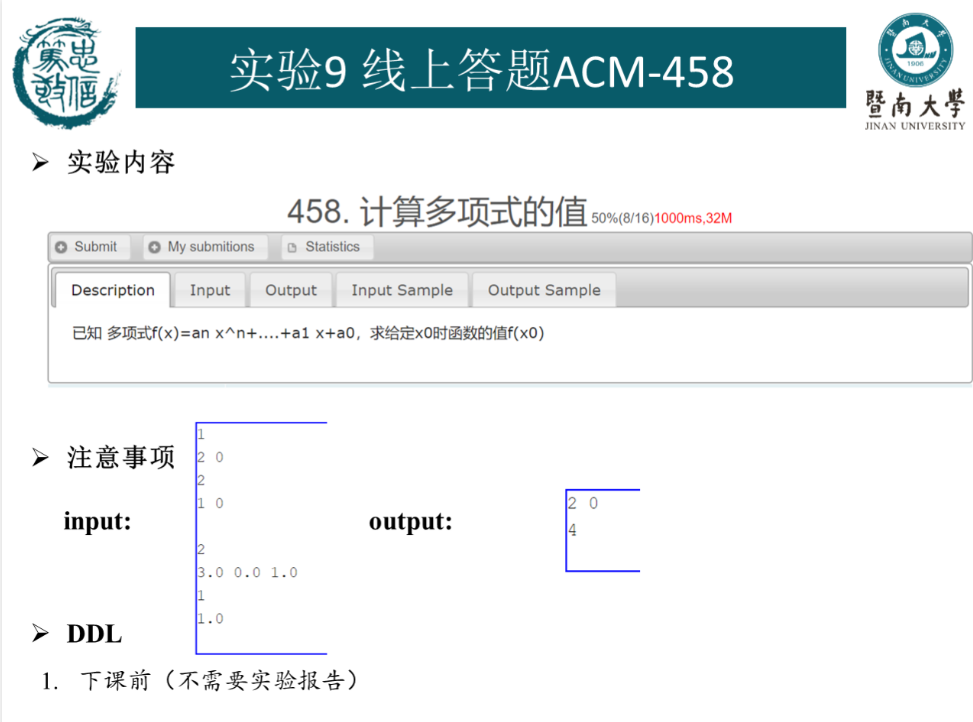 忠信篤敬
实验9 线上答题ACM-458
暨南大學
JINAN UNIVERSITY
1906
➢ 实验内容
458. 计算多项式的值 50%(8/16)1000ms,32M
Submit My submitions Statistics
Description Input Output Input Sample Output Sample
已知 多项式f(x)=an x^n+....+a1 x+a0，求给定x0时函数的值f(x0)
➢ 注意事项
input:
1
2 0
2
1 0
2
3.0 0.0 1.0
1
1.0
output:
2 0
4
➢ DDL
1. 下课前（不需要实验报告）